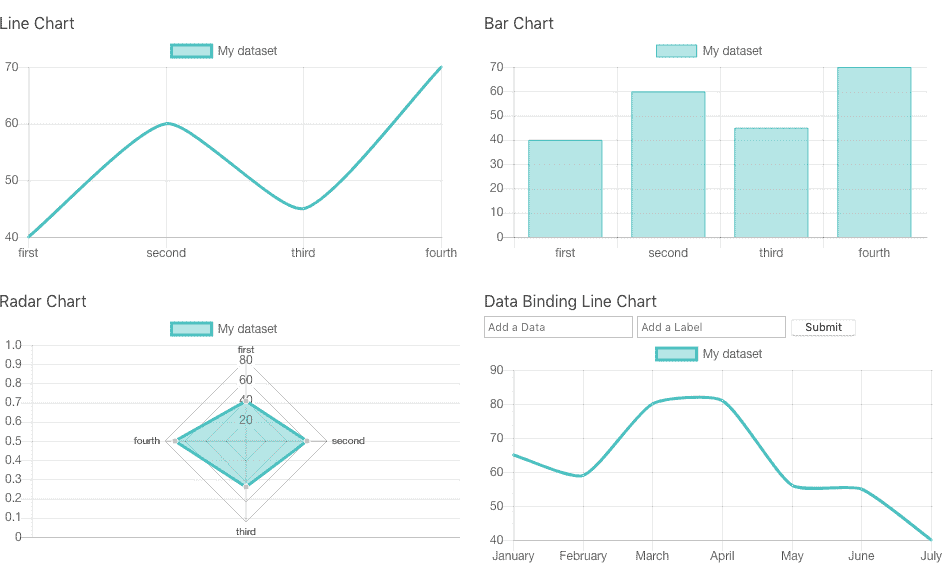 Line Chart
My dataset
70
60
50
40
first second third fourth
Bar Chart
My dataset
70
60
50
40
30
20
10
0
first second third fourth
Radar Chart
My dataset
1.0
0.9
0.8
0.7
0.6
0.5
0.4
0.3
0.2
0.1
0
first
80
60
40
20
fourth second
third
Data Binding Line Chart
Add a Data Add a Label Submit
My dataset
90
80
70
60
50
40
January February March April May June July